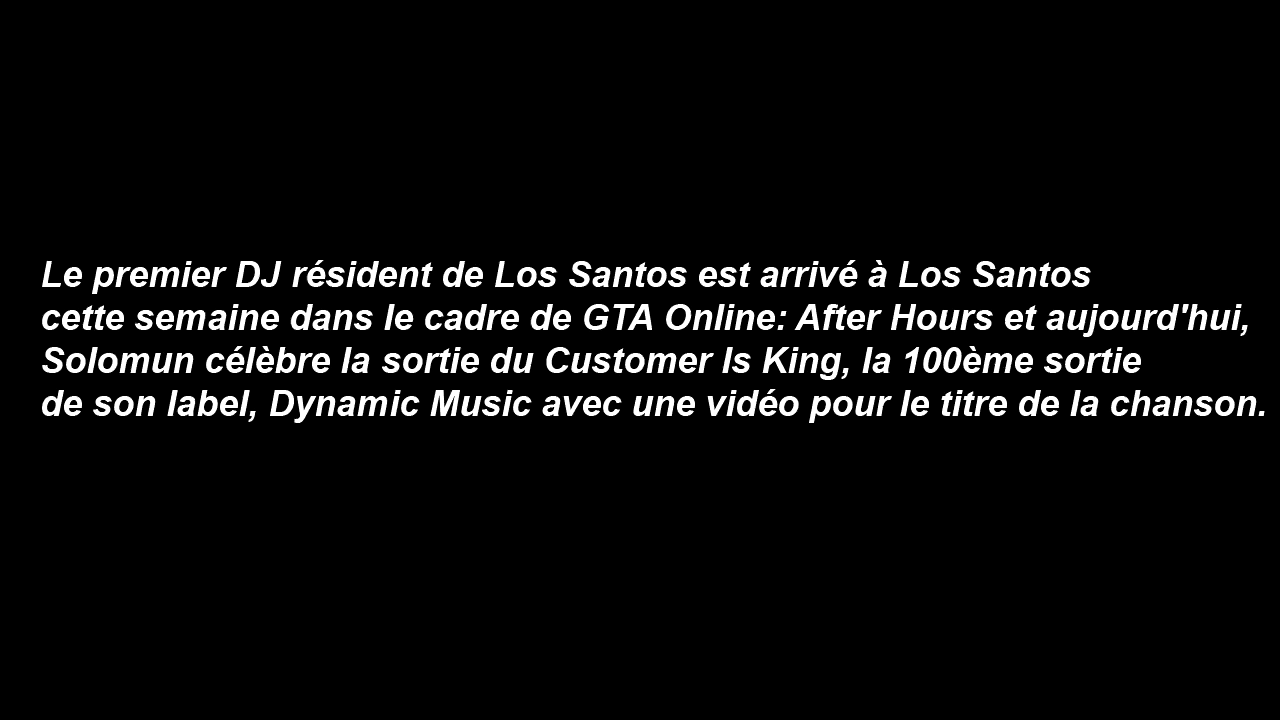 Le premier DJ résident de Los Santos est arrivé à Los Santos
cette semaine dans le cadre de GTA Online: After Hours et aujourd'hui,
Solomun célèbre la sortie du Customer Is King, la 100ème sortie
de son label, Dynamic Music avec une vidéo pour le titre de la chanson.